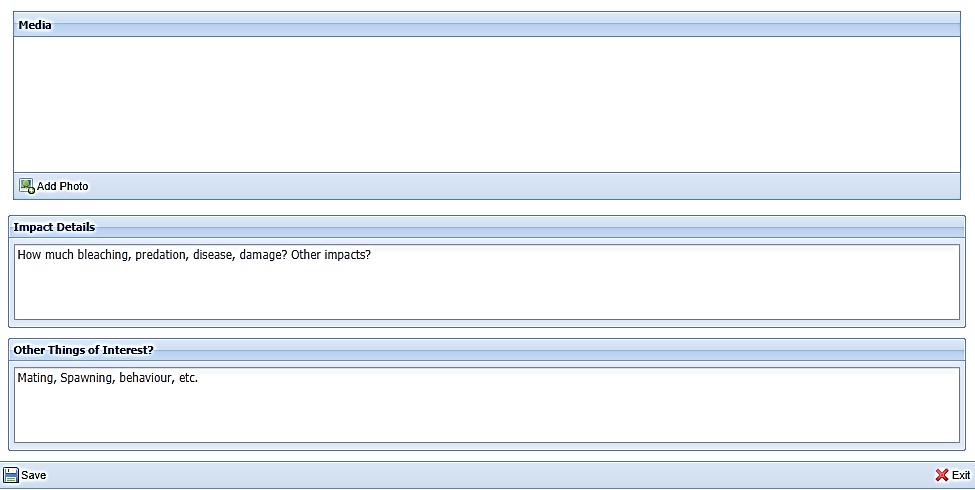 Media
Add Photo
Impact Details
How much bleaching, predation, disease, damage? Other impacts?
Other Things of Interest?
Mating, Spawning, behaviour, etc.
Save
Exit